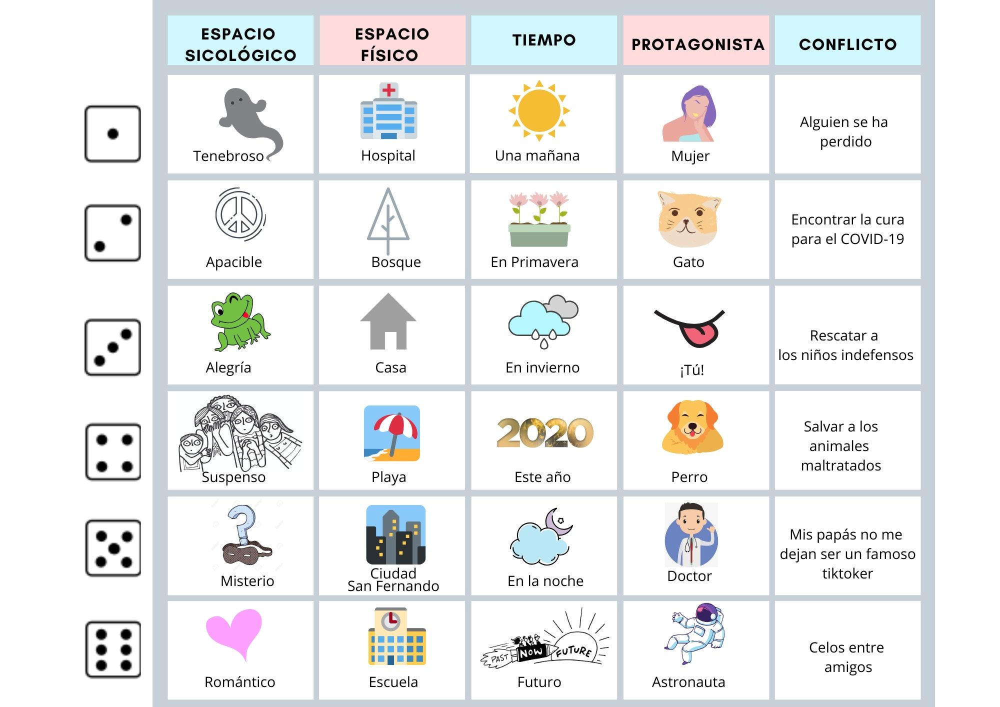 ESPACIO
SICOLÓGICO
ESPACIO
FÍSICO
TIEMPO
PROTAGONISTA
CONFLICTO
Tenebroso
Hospital
Una mañana
Mujer
Alguien se ha
perdido
Apacible
Bosque
En Primavera
Gato
Encontrar la cura
para el COVID-19
Alegría
Casa
En invierno
¡Tú!
Rescatar a
los niños indefensos
Suspenso
Playa
2020
Este año
Perro
Salvar a los
animales
maltratados
Misterio
Ciudad
San Fernando
En la noche
Doctor
Mis papás no me
dejan ser un famoso
tiktoker
Romántico
Escuela
PAST NOW FUTURE
Futuro
Astronauta
Celos entre
amigos